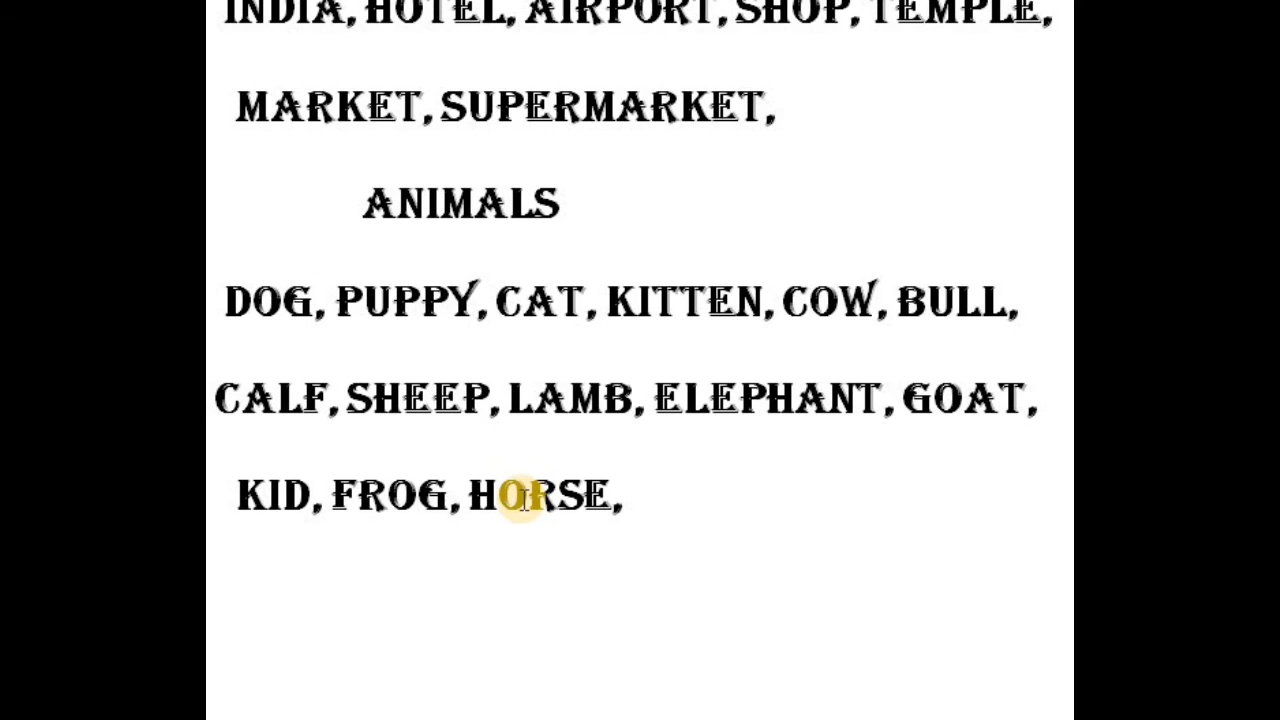 INDIA, HOTEL, AIRPORT, SHOP, TEMPLE,
MARKET, SUPERMARKET,
ANIMALS
DOG, PUPPY, CAT, KITTEN, COW, BULL,
CALF, SHEEP, LAMB, ELEPHANT, GOAT,
KID, FROG, HORSE,